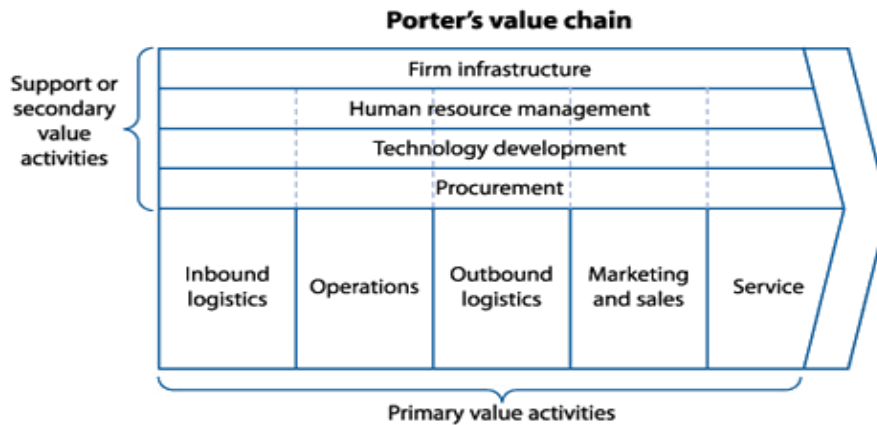 Porter’s value chain
Support or
secondary
value
activities
Firm infrastructure
Human resource management
Technology development
Procurement
Inbound
logistics
Operations
Outbound
logistics
Marketing
and sales
Service
Primary value activities